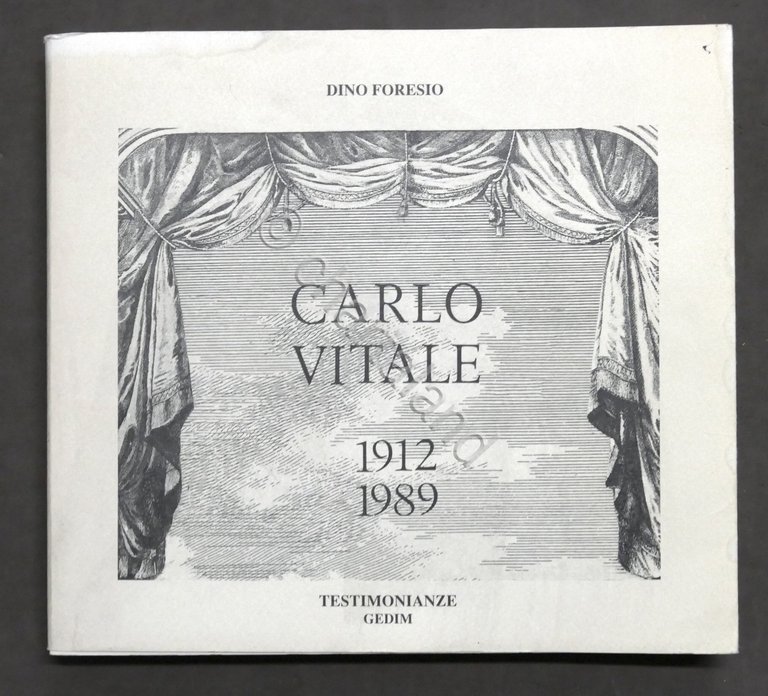 DINO FORESIO
CARLO
VITALE
1912
1989
TESTIMONIANZE
GEDIM